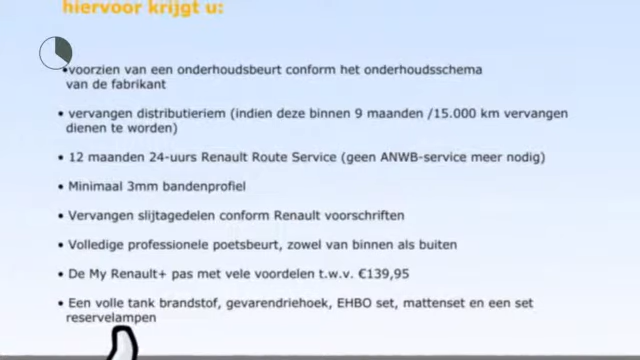 hiervoor krijgt u:
•voorzien van een onderhoudsbeurt conform het onderhoudsschema
van de fabrikant
• vervangen distributieriem (indien deze binnen 9 maanden /15.000 km vervangen
dienen te worden)
• 12 maanden 24-uurs Renault Route Service (geen ANWB-service meer nodig)
• Minimaal 3mm bandenprofiel
• Vervangen slijtagedelen conform Renault voorschriften
• Volledige professionele poetsbeurt, zowel van binnen als buiten
• De My Renault+ pas met vele voordelen t.w.v. €139,95
• Een volle tank brandstof, gevarendriehoek, EHBO set, mattenset en een set
reservelampen